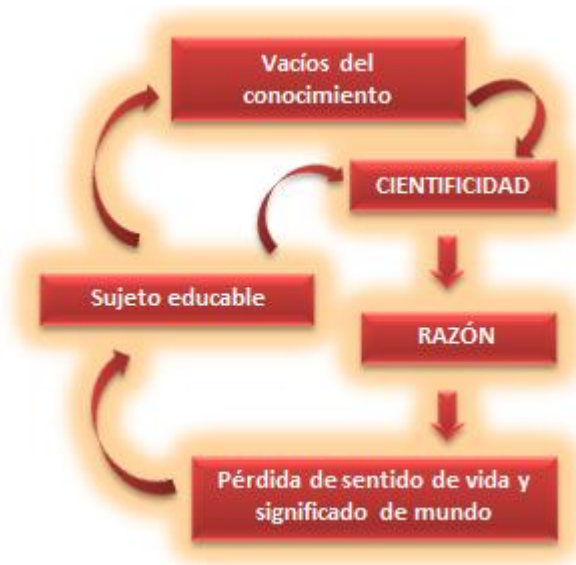 Vacíos del
conocimiento
CIENTIFICIDAD
Sujeto educable
RAZÓN
Pérdida de sentido de vida y
significado de mundo